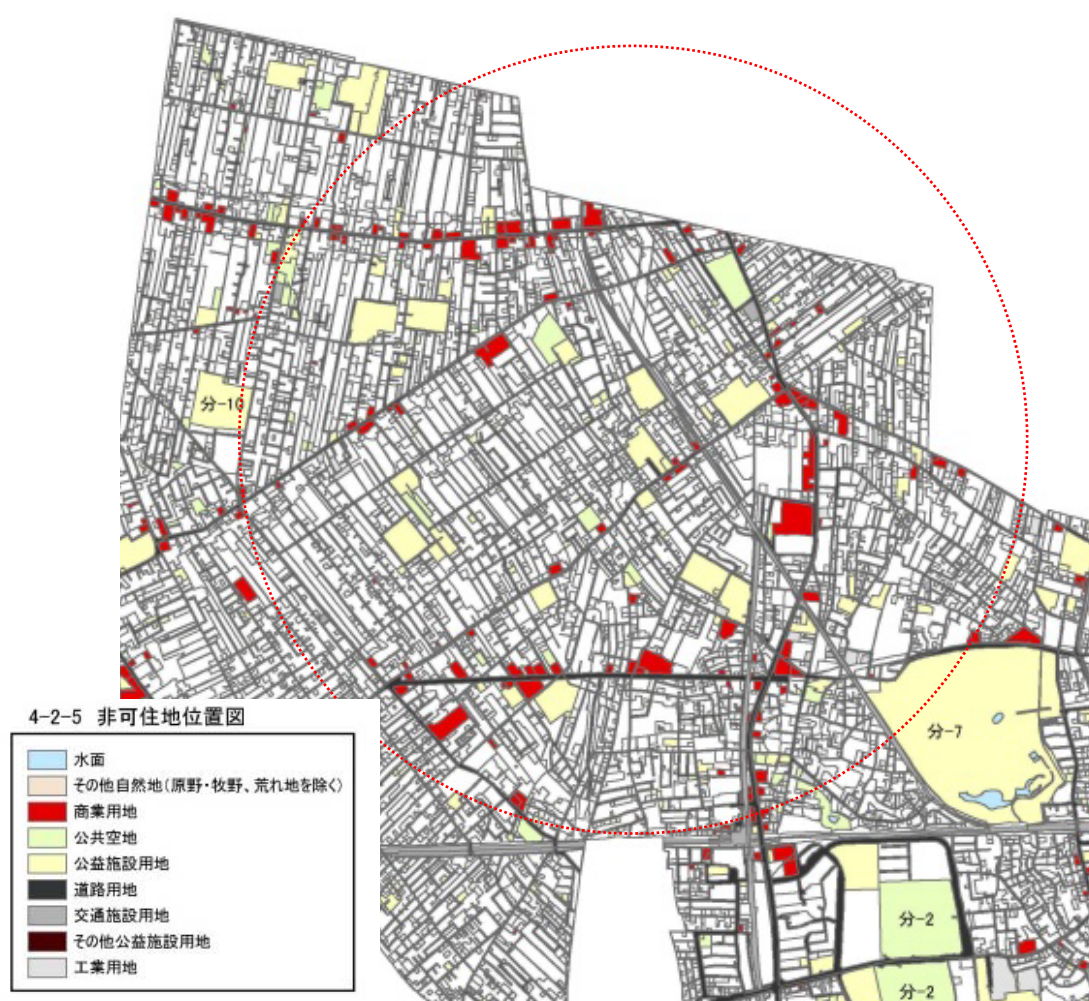 分-10
分-7
4-2-5 非可住地位置図
水面
その他自然地(原野・牧野、荒れ地を除く)
商業用地
公共空地
公益施設用地
道路用地
交通施設用地
その他公益施設用地
工業用地
分-2
分-2